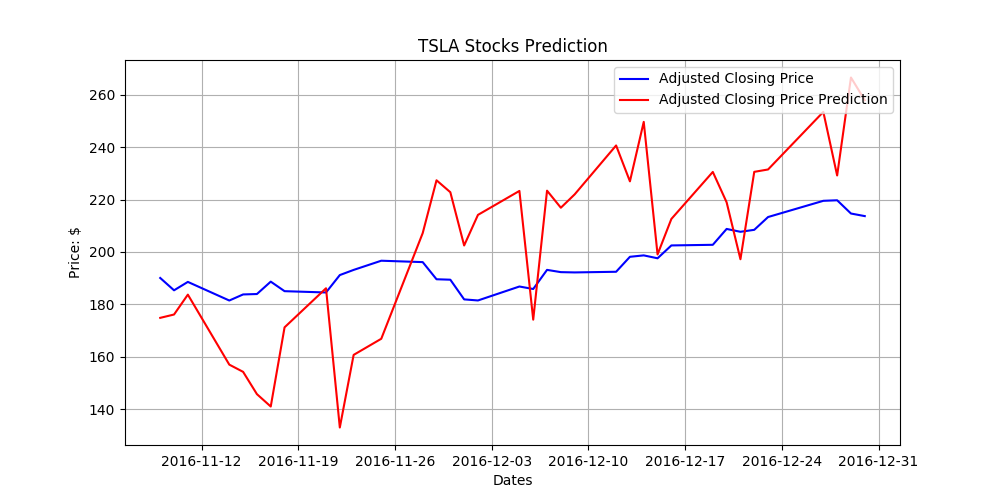 TSLA Stocks Prediction
Adjusted Closing Price
Adjusted Closing Price Prediction
260
240
220
200
180
160
140
Price: $
2016-11-12 2016-11-19 2016-11-26 2016-12-03 2016-12-10 2016-12-17 2016-12-24 2016-12-31
Dates